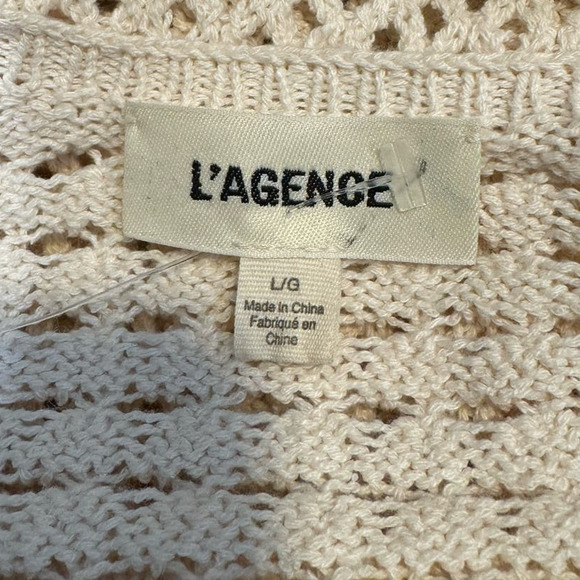 L'AGENCE
L/G
Made in China
Fabriqué en
Chine